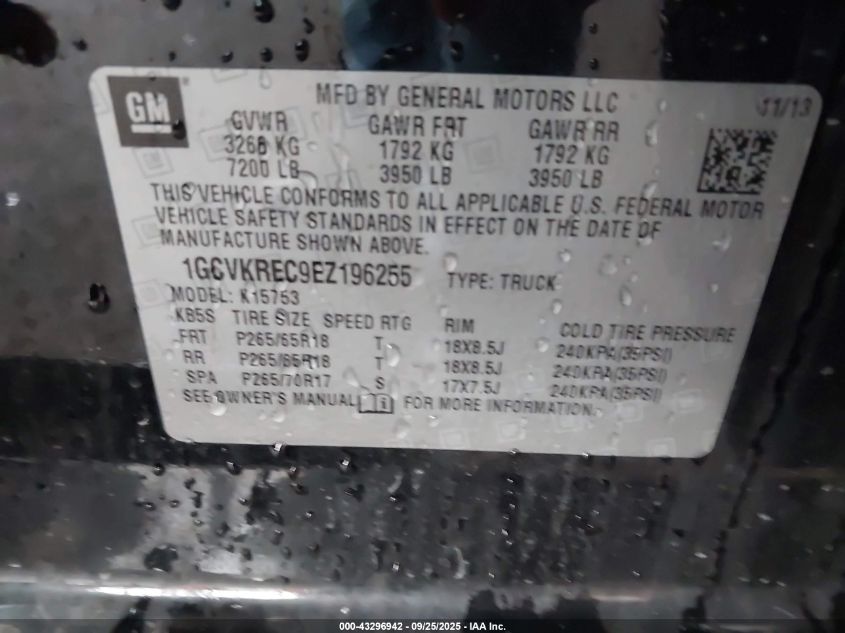 GM
MFD BY GENERAL MOTORS LLC 11/13
GVWR GAWR FRT GAWR RR
3266 KG 1792 KG 1792 KG
7200 LB 3950 LB 3950 LB
THIS VEHICLE CONFORMS TO ALL APPLICABLE U.S. FEDERAL MOTOR
VEHICLE SAFETY STANDARDS IN EFFECT ON THE DATE OF
MANUFACTURE SHOWN ABOVE.
1GCVKREC9EZ196255 TYPE: TRUCK
MODEL: K15753
KB5S TIRE SIZE SPEED RTG RIM COLD TIRE PRESSURE
FRT P265/65R18 T 18X8.5J 240KPA(35PSI)
RR P265/65R18 T 18X8.5J 240KPA(35PSI)
SPA P265/70R17 S 17X7.5J 240KPA(35PSI)
SEE OWNER'S MANUAL FOR MORE INFORMATION.
000-43296942 - 09/25/2025 - IAA Inc.